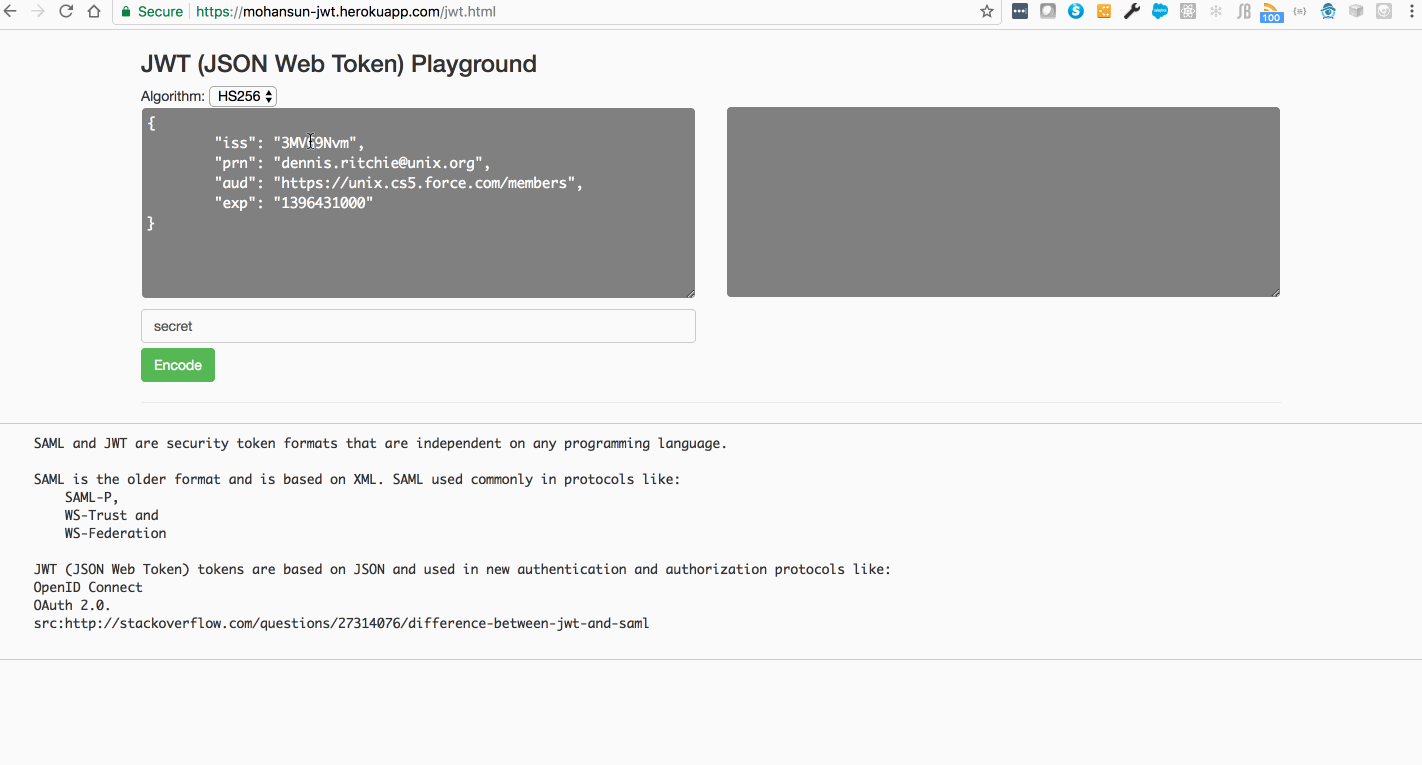 Secure https://mohansun-jwt.herokuapp.com/jwt.html
100
JWT (JSON Web Token) Playground
Algorithm: HS256
{
"iss": "
"prn": "dennis.ritchie@unix.org",
"aud": "https://unix.cs5.force.com/members",
"exp": "1396431000"
}
secret
Encode
SAML and JWT are security token formats that are independent on any programming language.
SAML is the older format and is based on XML. SAML used commonly in protocols like:
SAML-P,
WS-Trust and
WS-Federation
JWT (JSON Web Token) tokens are based on JSON and used in new authentication and authorization protocols like:
OpenID Connect
OAuth 2.0.
src:http://stackoverflow.com/questions/27314076/difference-between-jwt-and-saml